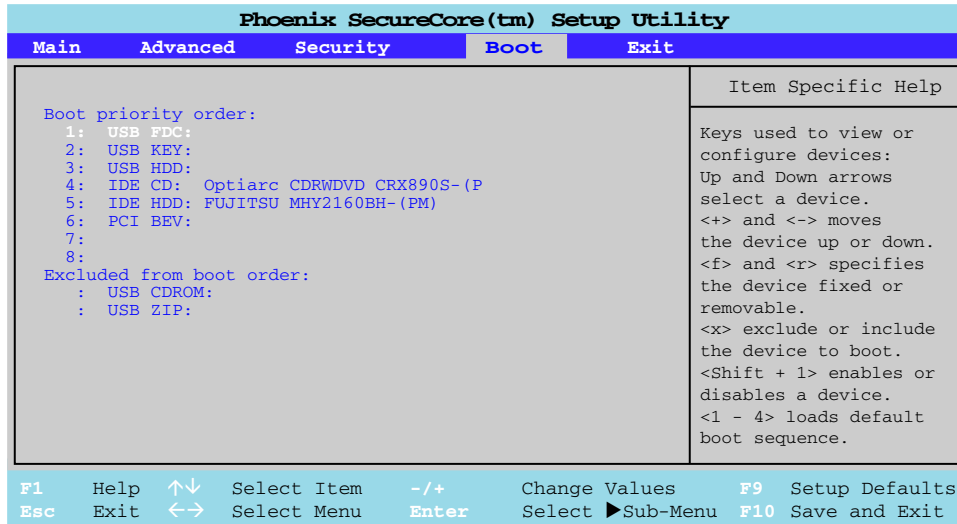 Phoenix SecureCore(tm) Setup Utility
Main Advanced Security Boot Exit
Boot priority order:
1: USB FDC:
2: USB KEY:
3: USB HDD:
4: IDE CD: Optiarc CDRWDVD CRX890S-(P
5: IDE HDD: FUJITSU MHY2160BH-(PM)
6: PCI BEV:
7:
8:
Excluded from boot order:
: USB CDROM:
: USB ZIP:
Item Specific Help
Keys used to view or
configure devices:
Up and Down arrows
select a device.
<+> and <-> moves
the device up or down.
<f> and <r> specifies
the device fixed or
removable.
<x> exclude or include
the device to boot.
<Shift + 1> enables or
disables a device.
<1 - 4> loads default
boot sequence.
F1 Help ↑↓ Select Item -/+ Change Values F9 Setup Defaults
Esc Exit ←→ Select Menu Enter Select ▶Sub-Menu F10 Save and Exit